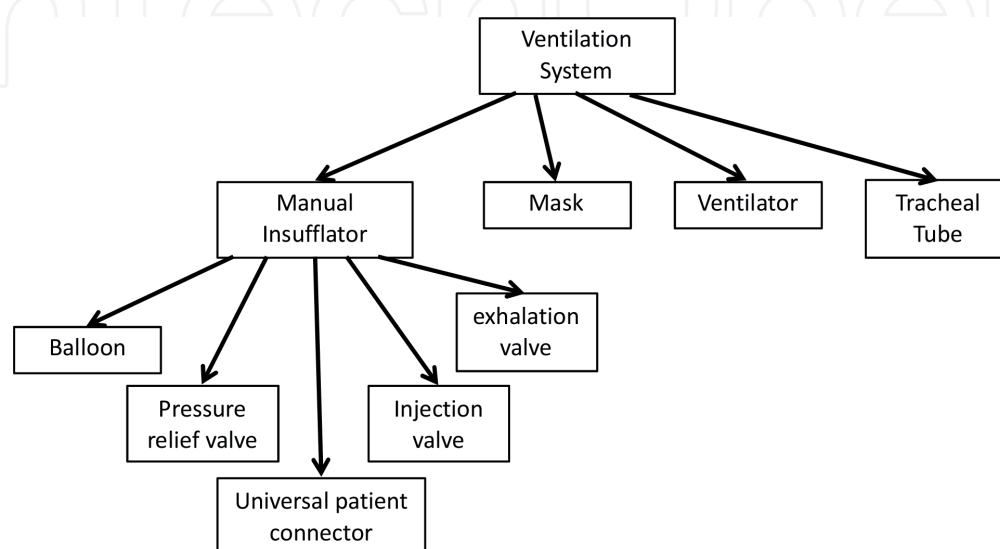 Ventilation
System
Manual
Insufflator
Mask
Ventilator
Tracheal
Tube
Balloon
Pressure
relief valve
Universal patient
connector
Injection
valve
exhalation
valve